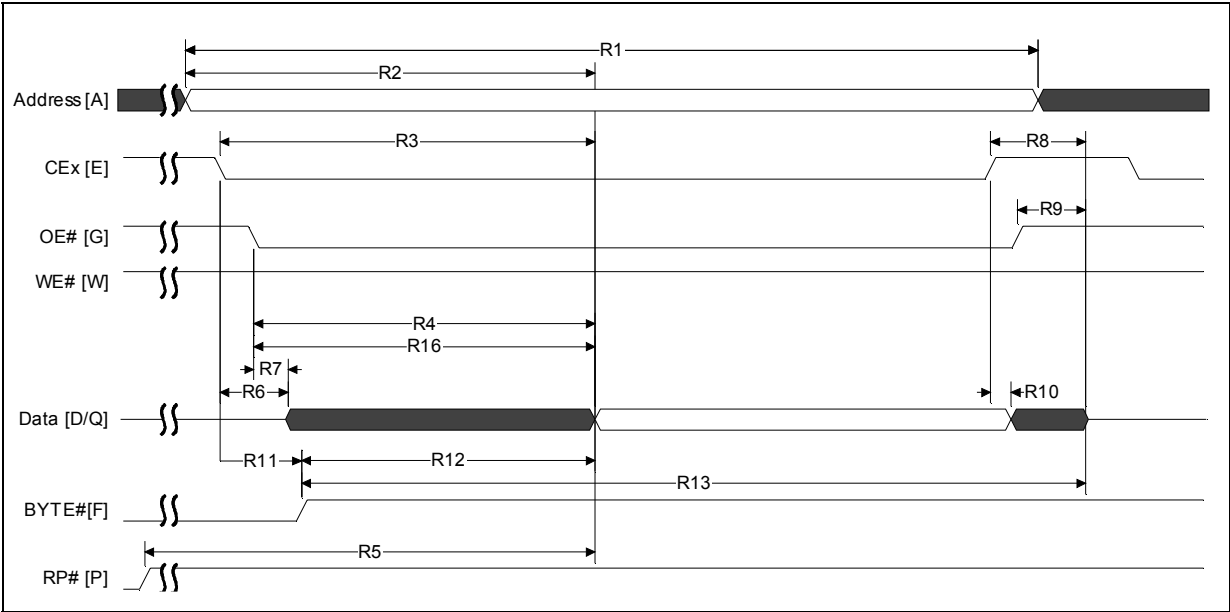 R1
R2
Address [A]
R3
R8
CEx [E]
R9
OE# [G]
WE# [W]
R4
R16
R7
R6
R10
Data [D/Q]
R11
R12
R13
BYTE#[F]
R5
RP# [P]